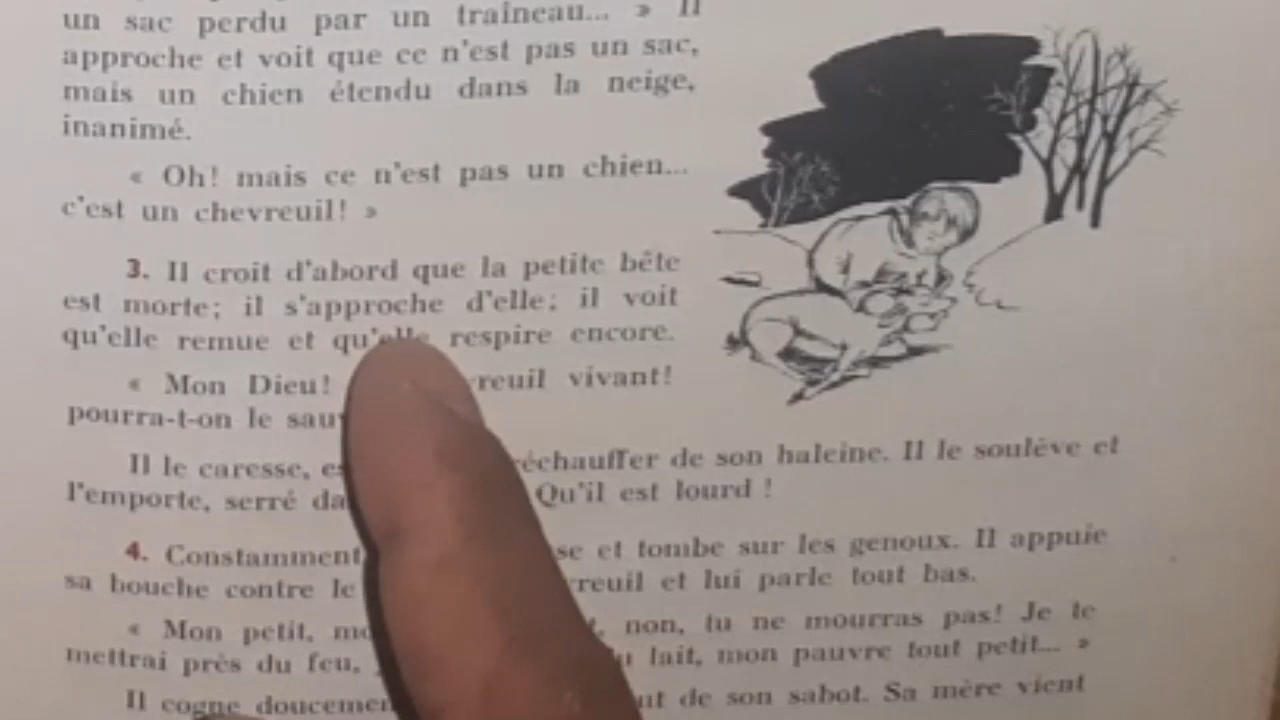 un sac perdu par un traîneau... » Il
approche et voit que ce n'est pas un sac,
mais un chien étendu dans la neige,
inanimé.
« Oh! mais ce n'est pas un chien...
c'est un chevreuil! »
3. Il croit d'abord que la petite bête
est morte; il s'approche d'elle; il voit
qu'elle remue et qu'elle respire encore.
« Mon Dieu! reuil vivant!
pourra-t-on le sau
Il le caresse, es réchauffer de son haleine. Il le soulève et
l'emporte, serré da Qu'il est lourd !
4. Constamment se et tombe sur les genoux. Il appuie
sa bouche contre le vreuil et lui parle tout bas.
« Mon petit, mo t, non, tu ne mourras pas! Je te
mettrai près du feu, u lait, mon pauvre tout petit... »
Il cogne doucemen ut de son sabot. Sa mère vient